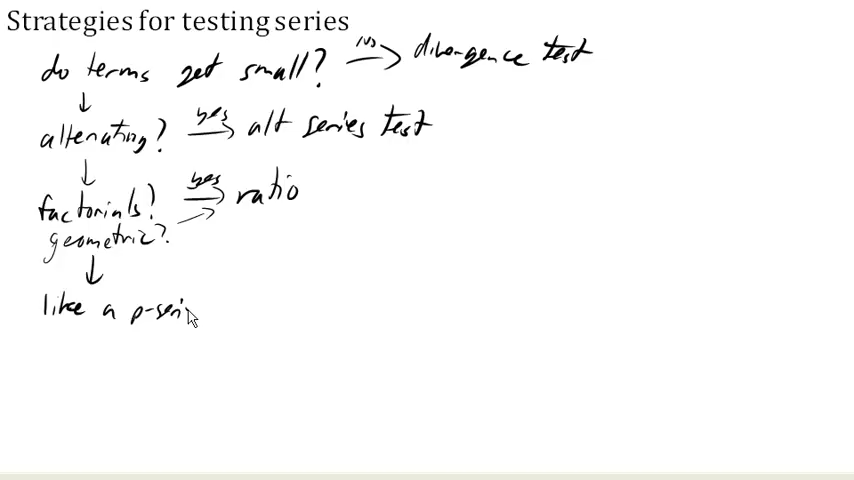 Strategies for testing series
do terms get small? no divergence test
alternating? yes alt series test
factorials? yes ratio
geometric?
like a p-seri